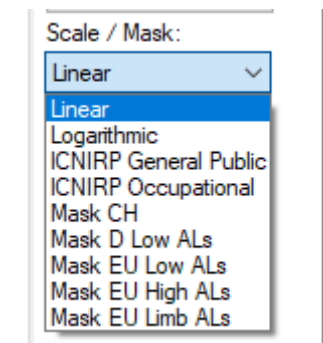 Scale / Mask:
Linear
Linear
Logarithmic
ICNIRP General Public
ICNIRP Occupational
Mask CH
Mask D Low ALs
Mask EU Low ALs
Mask EU High ALs
Mask EU Limb ALs